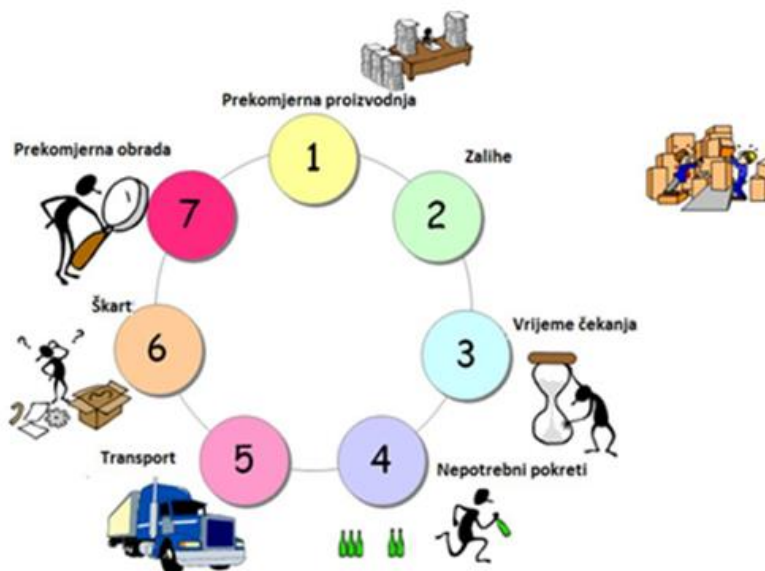 Prekomjerna proizvodnja
1
Zalihe
2
Vrijeme čekanja
3
Nepotrebni pokreti
4
Transport
5
Škart
6
? ?
Prekomjerna obrada
7